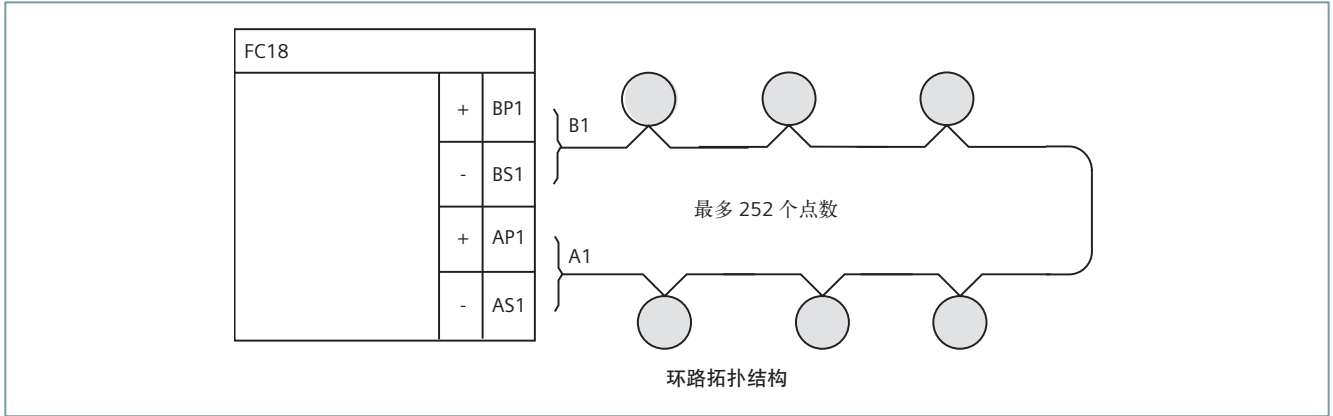 FC18
+ BP1
B1
- BS1
最多 252 个点数
+ AP1
A1
- AS1
环路拓扑结构